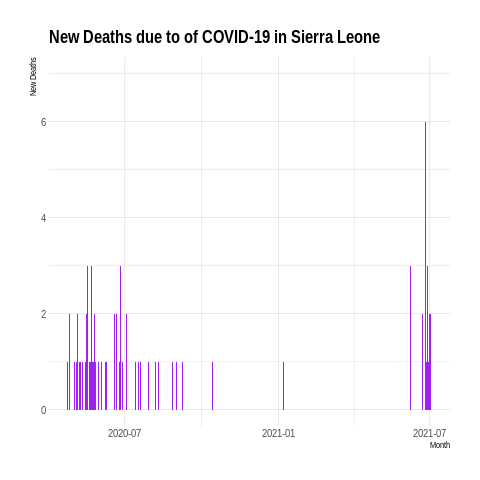 New Deaths due to of COVID-19 in Sierra Leone
New Deaths
6
4
2
0
2020-07
2021-01
2021-07
Month